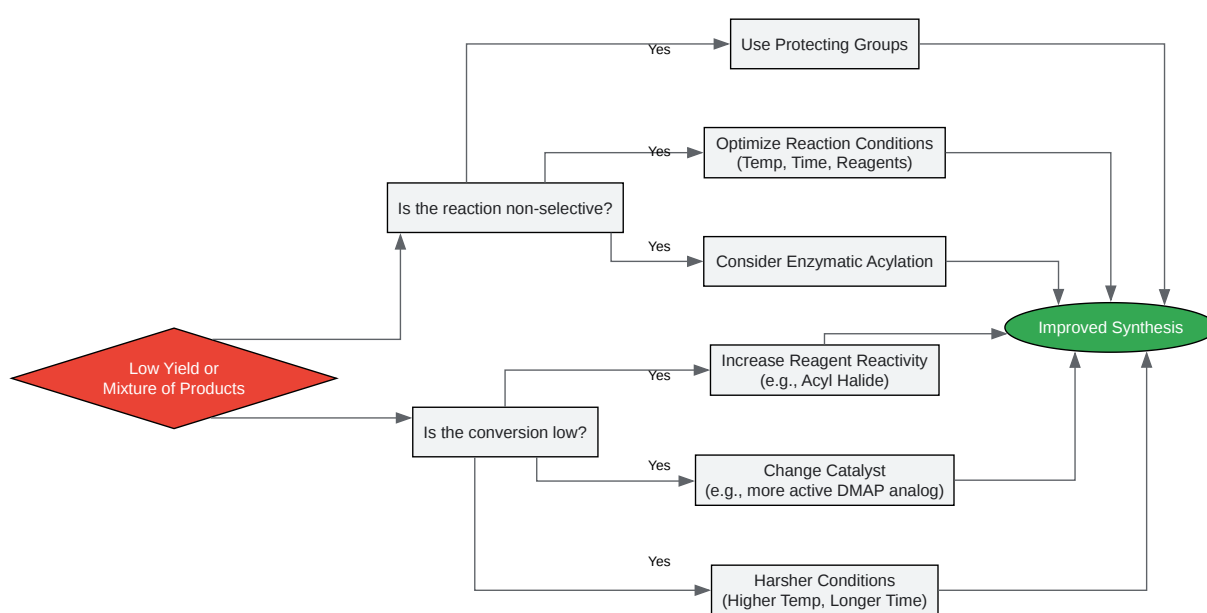 Yes
Use Protecting Groups
Yes
Optimize Reaction Conditions
(Temp, Time, Reagents)
Is the reaction non-selective?
Yes
Consider Enzymatic Acylation
Improved Synthesis
Low Yield or
Mixture of Products
Yes
Increase Reagent Reactivity
(e.g., Acyl Halide)
Is the conversion low?
Yes
Change Catalyst
(e.g., more active DMAP analog)
Yes
Harsher Conditions
(Higher Temp, Longer Time)